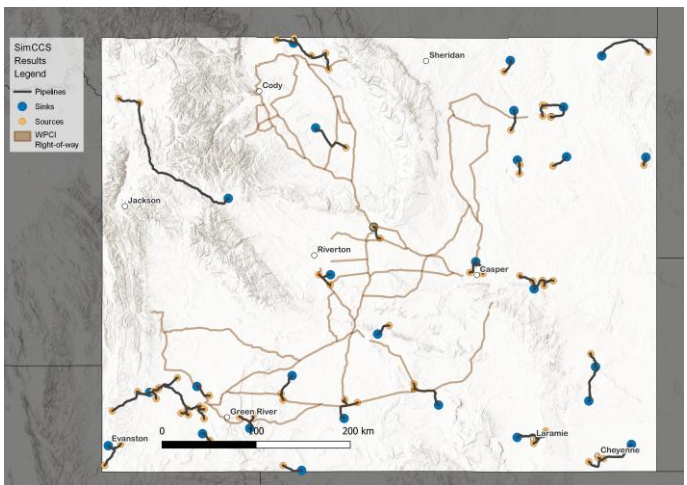 SimCCS
Results
Legend
Pipelines
Sinks
Sources
WPCI
Right-of-way
Sheridan
Cody
Jackson
Riverton
Casper
Green River
0 100 200 km
Evanston
Laramie
Cheyenne